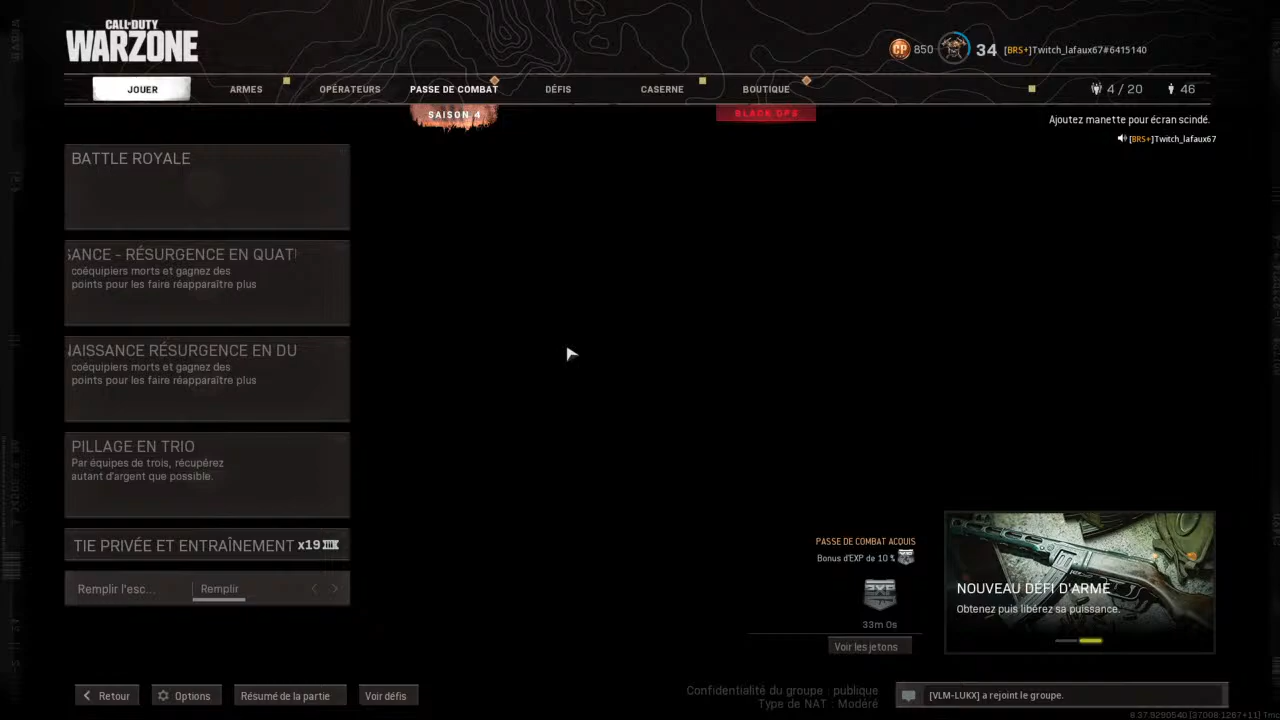 CALL OF DUTY
WARZONE
CP 850 34 [BRS+]Twitch_lafaux67#6415140
JOUER ARMES OPÉRATEURS PASSE DE COMBAT DÉFIS CASERNE BOUTIQUE 4 / 20 46
SAISON 4 BLACK OPS
Ajoutez manette pour écran scindé.
[BRS+]Twitch_lafaux67
BATTLE ROYALE
SANCE - RÉSURGENCE EN QUAT
coéquipiers morts et gagnez des
points pour les faire réapparaître plus
NAISSANCE RÉSURGENCE EN DU
coéquipiers morts et gagnez des
points pour les faire réapparaître plus
PILLAGE EN TRIO
Par équipes de trois, récupérez
autant d'argent que possible.
TIE PRIVÉE ET ENTRAÎNEMENT x19
Remplir l'esc... Remplir
PASSE DE COMBAT ACQUIS
Bonus d'EXP de 10 %
33m 0s
Voir les jetons
NOUVEAU DÉFI D'ARME
Obtenez puis libérez sa puissance.
Retour Options Résumé de la partie Voir défis
Confidentialité du groupe : publique
Type de NAT : Modéré
[VLM-LUKX] a rejoint le groupe.